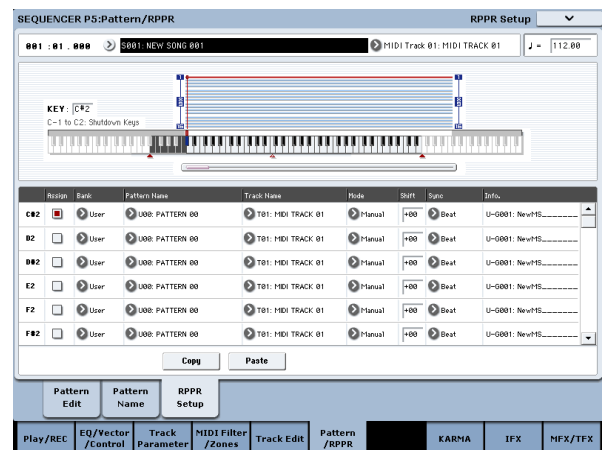 SEQUENCER P5:Pattern/RPPR RPPR Setup
001 :01 . 000 S001: NEW SONG 001 MIDI Track 01: MIDI TRACK 01 ♩ = 112.00
KEY: C#2
C-1 to C2: Shutdown Keys
Assign Bank Pattern Name Track Name Mode Shift Sync Info.
C#2 User U00: PATTERN 00 T01: MIDI TRACK 01 Manual +00 Beat U-G001: NewMS_______
D2 User U00: PATTERN 00 T01: MIDI TRACK 01 Manual +00 Beat U-G001: NewMS_______
D#2 User U00: PATTERN 00 T01: MIDI TRACK 01 Manual +00 Beat U-G001: NewMS_______
E2 User U00: PATTERN 00 T01: MIDI TRACK 01 Manual +00 Beat U-G001: NewMS_______
F2 User U00: PATTERN 00 T01: MIDI TRACK 01 Manual +00 Beat U-G001: NewMS_______
F#2 User U00: PATTERN 00 T01: MIDI TRACK 01 Manual +00 Beat U-G001: NewMS_______
Copy Paste
Pattern Edit Pattern Name RPPR Setup
Play/REC EQ/Vector /Control Track Parameter MIDI Filter /Zones Track Edit Pattern /RPPR KARMA IFX MFX/TFX